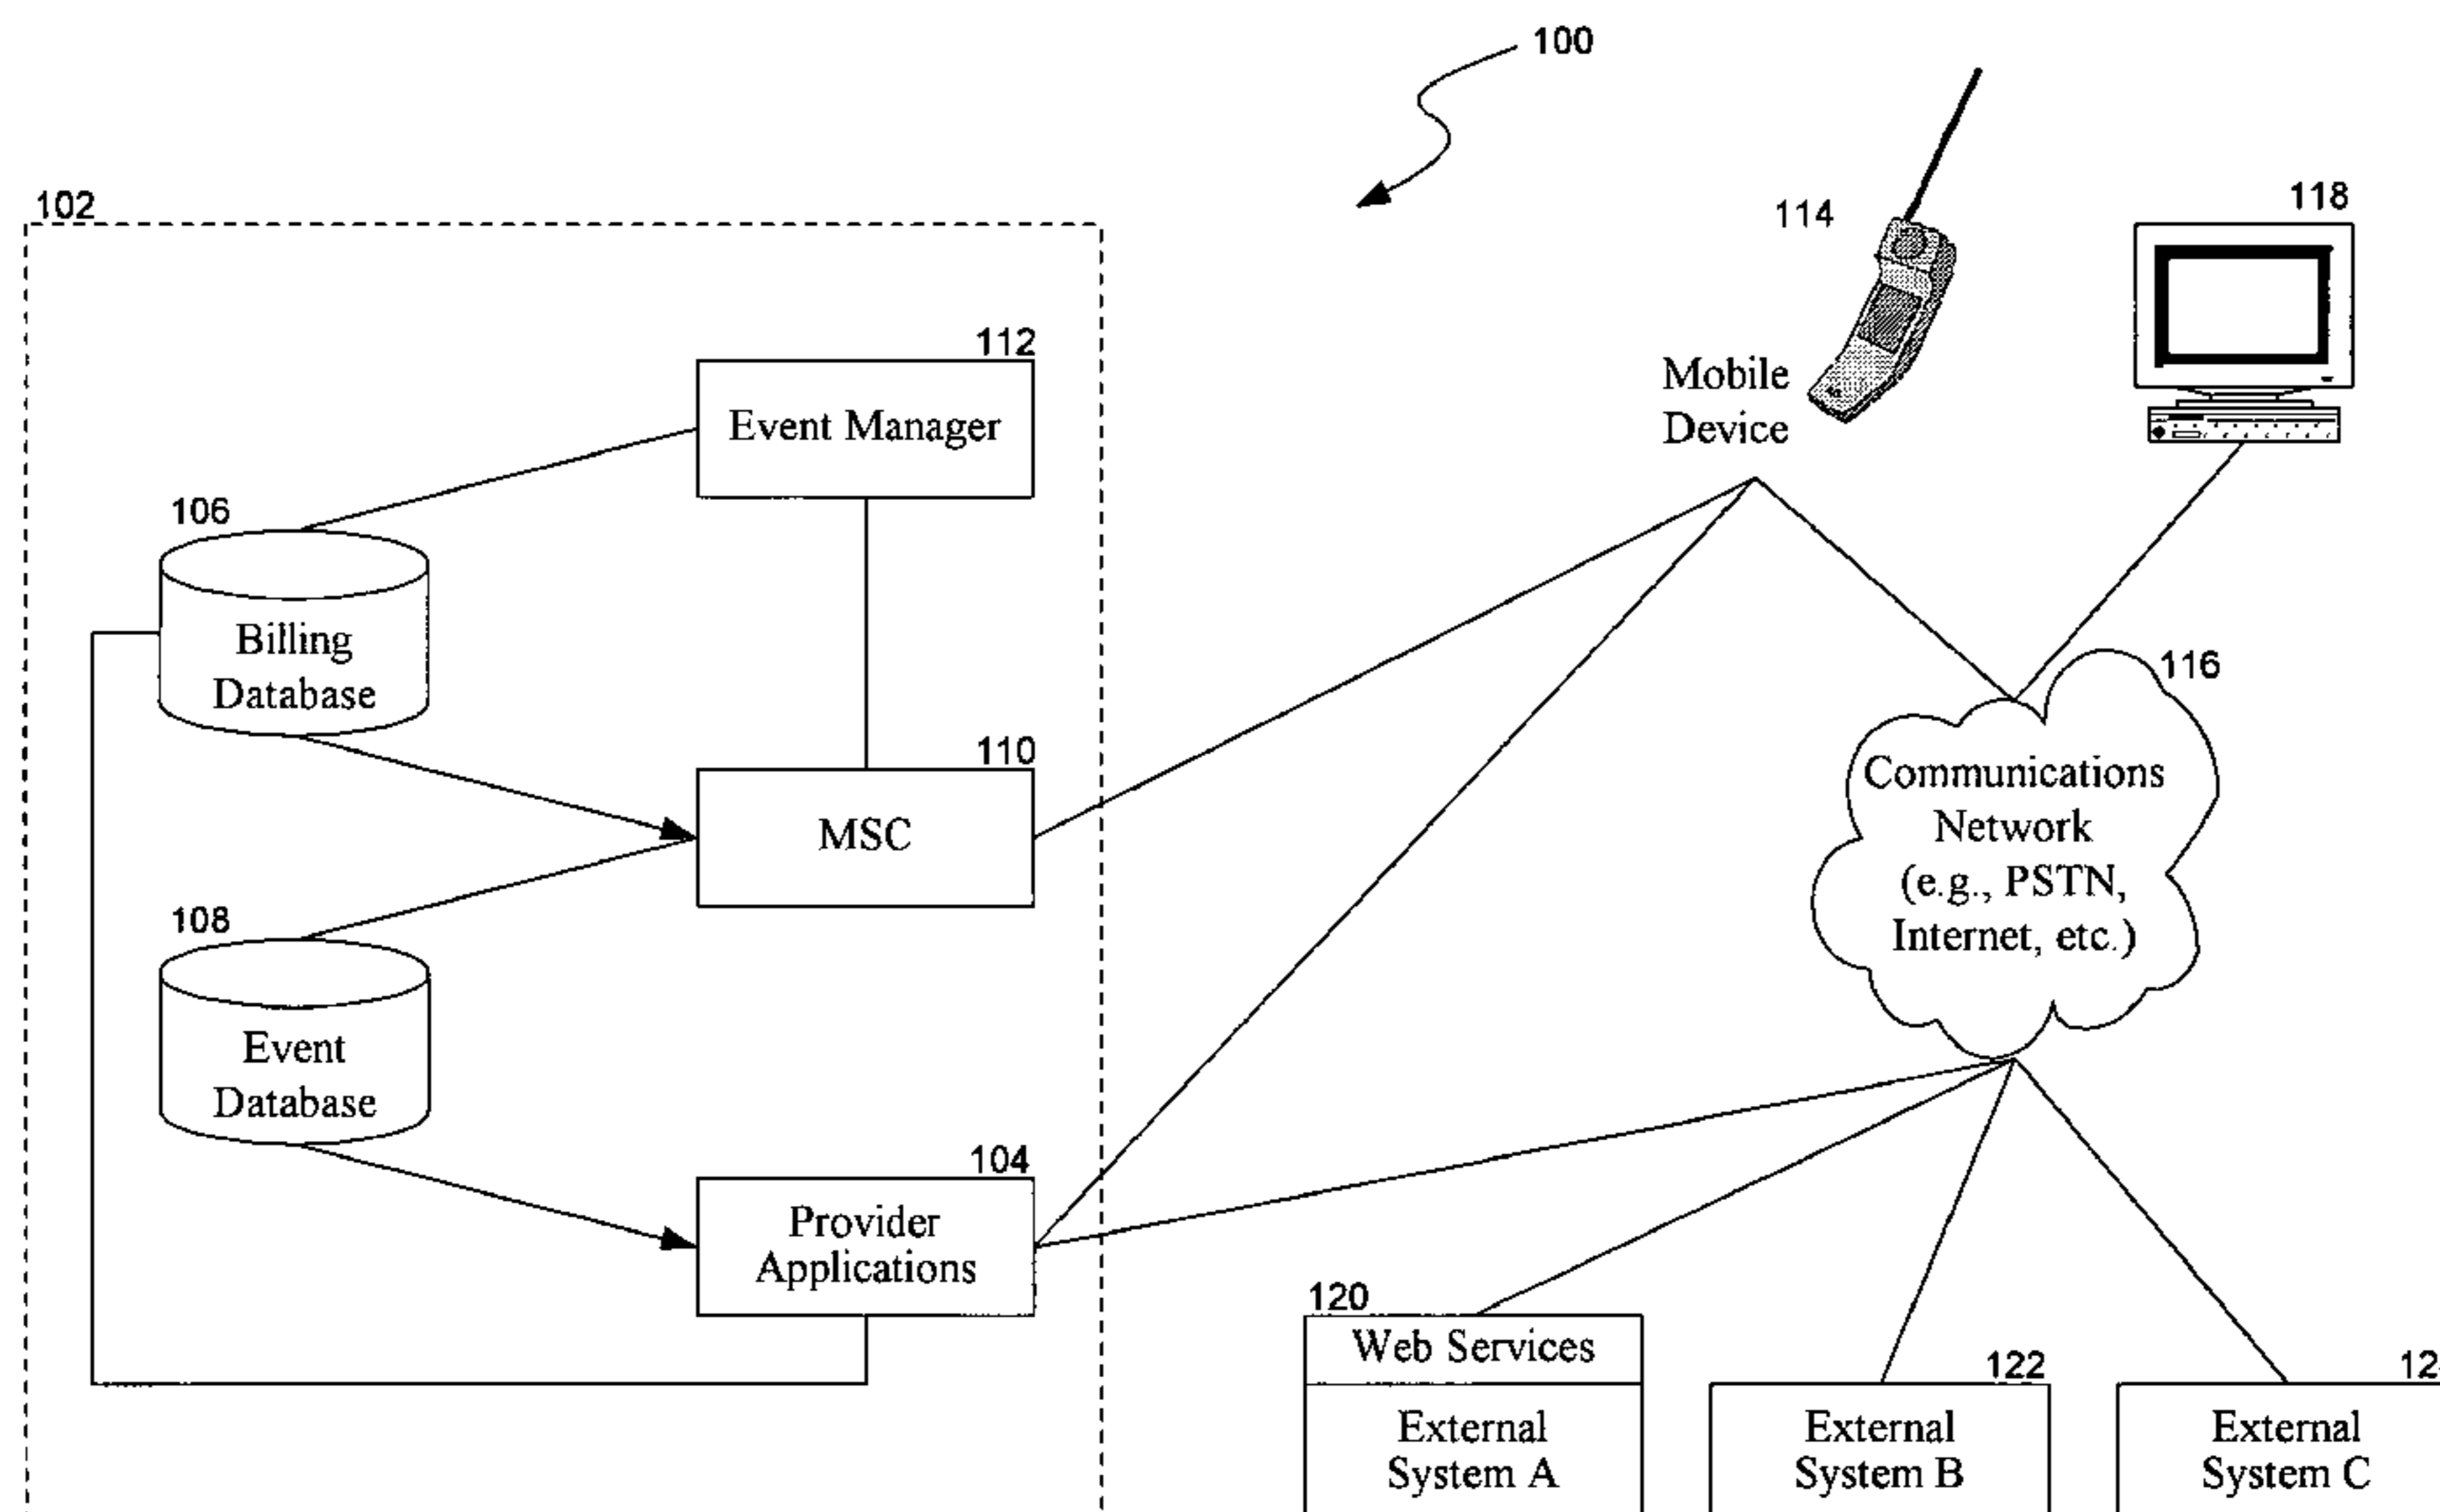 100
102
114
118
112
Event Manager
Mobile
Device
106
Billing
Database
116
110
MSC
Communications
Network
(e.g., PSTN,
Internet, etc.)
108
Event
Database
104
Provider
Applications
120
Web Services
External
System A
122
External
System B
External
System C